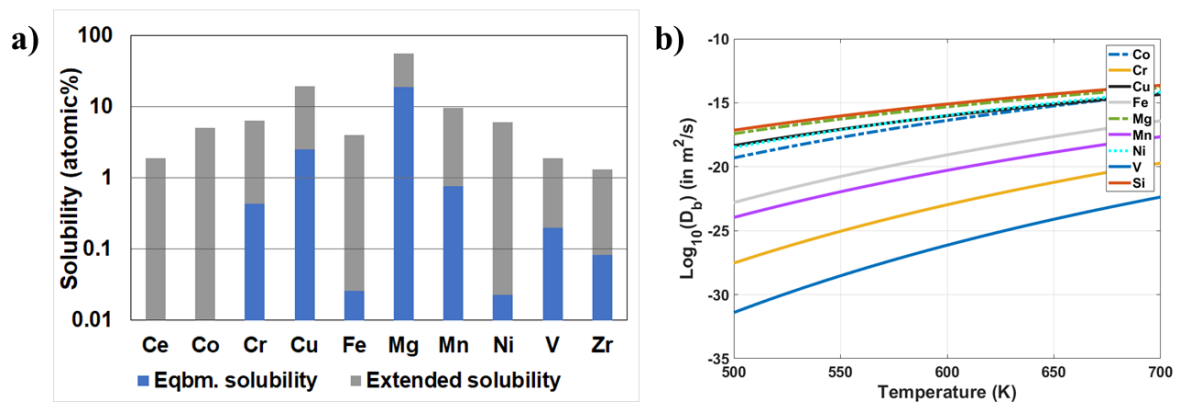 a)
Solubility (atomic%)
100
10
1
0.1
0.01
Ce Co Cr Cu Fe Mg Mn Ni V Zr
Eqbm. solubility Extended solubility
b)
Log10(Db) (in m2/s)
-10
-15
-20
-25
-30
-35
500 550 600 650 700
Temperature (K)
Co
Cr
Cu
Fe
Mg
Mn
Ni
V
Si